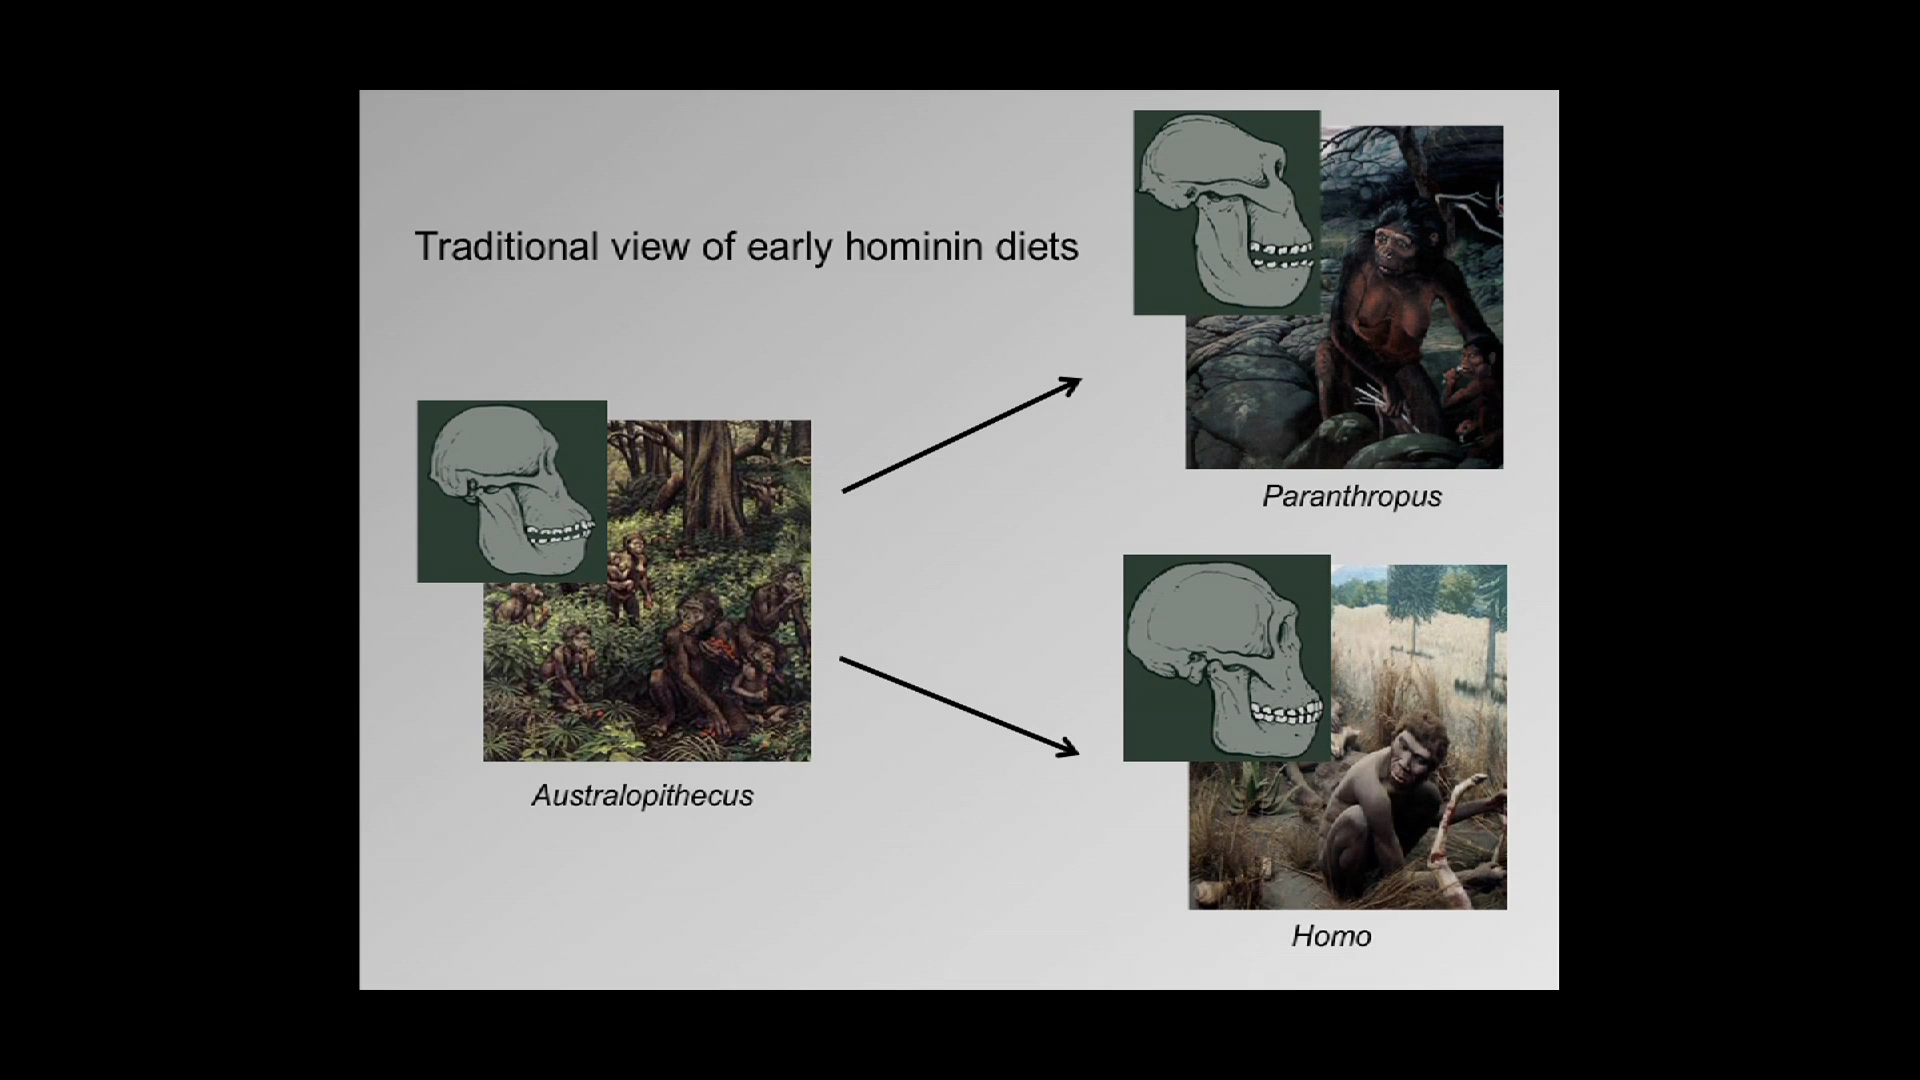 Traditional view of early hominin diets
Paranthropus
Australopithecus
Homo